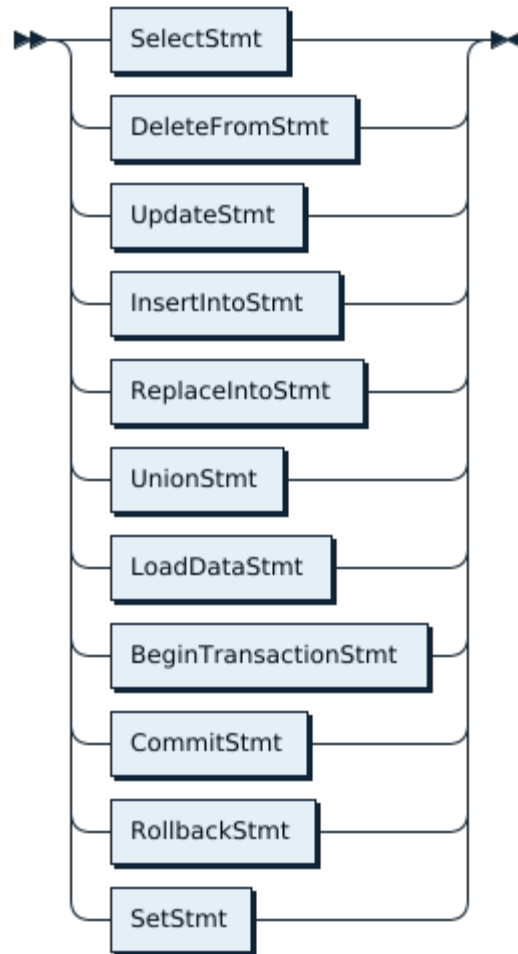 SelectStmt
DeleteFromStmt
UpdateStmt
InsertIntoStmt
ReplaceIntoStmt
UnionStmt
LoadDataStmt
BeginTransactionStmt
CommitStmt
RollbackStmt
SetStmt